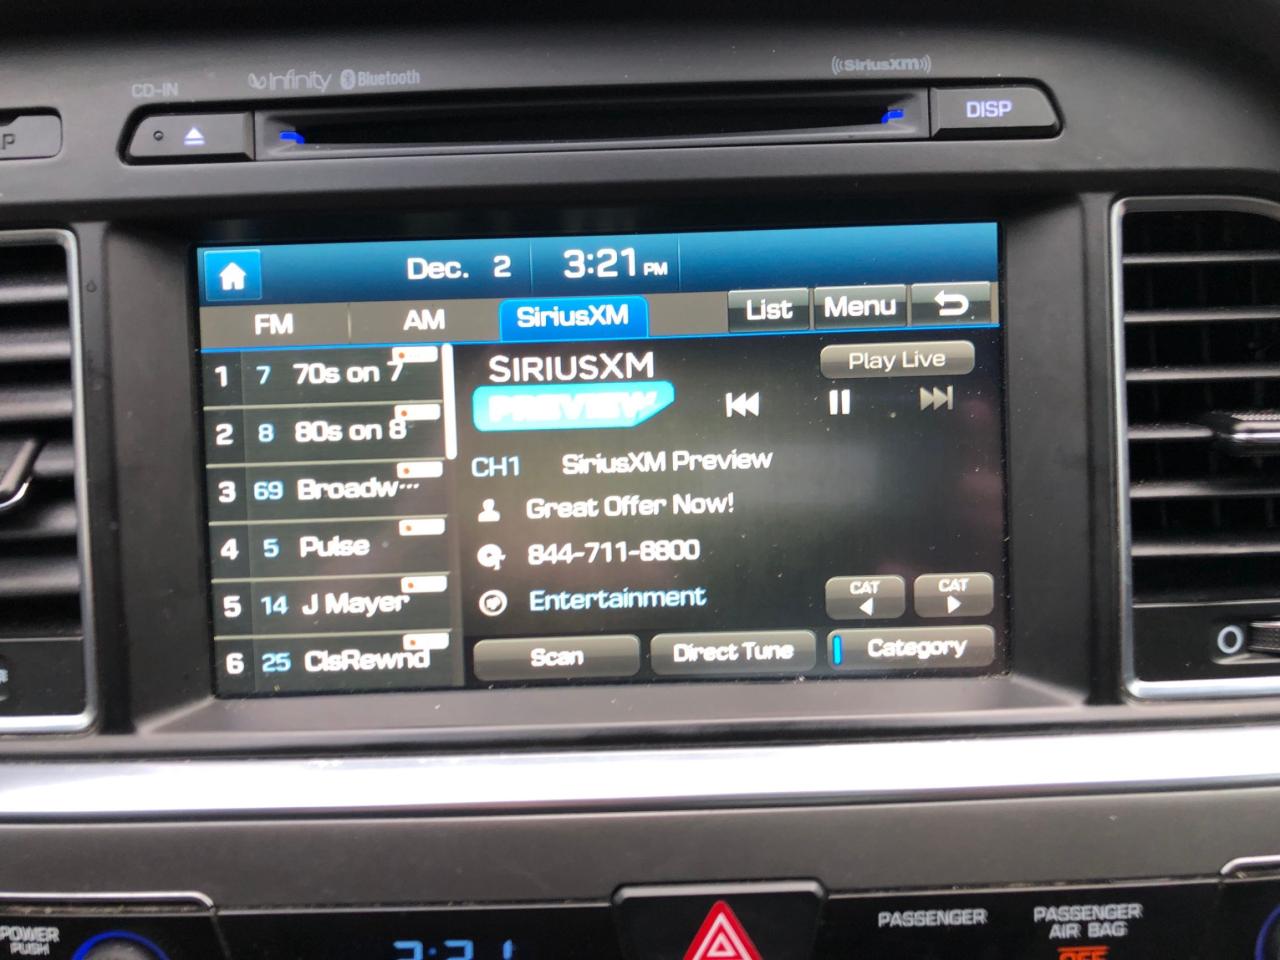 CD-IN
Infinity
Bluetooth
((SiriusXM))
P
DISP
Dec. 2
3:21 PM
FM
AM
SiriusXM
List
Menu
1 7 70s on 7
2 8 80s on 8
3 69 Broadw···
4 5 Pulse
5 14 J Mayer
6 25 ClsRewnd
SIRIUSXM
PREVIEW
Play Live
CH1 SiriusXM Preview
Great Offer Now!
844-711-8800
Entertainment
CAT
CAT
Scan
Direct Tune
Category
POWER
PUSH
3:21
PASSENGER
PASSENGER
AIR BAG
OFF